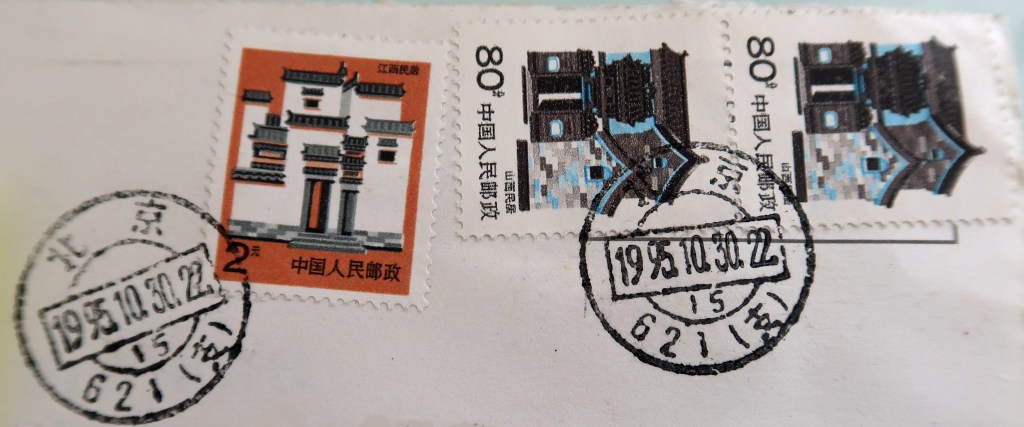 江西民居
2元
中国人民邮政
80分
中国人民邮政
山西民居
80分
中国人民邮政
山西
北京
1995.10.30.22.
15
621(支)
北京
1995.10.30.22.
15
621(支)